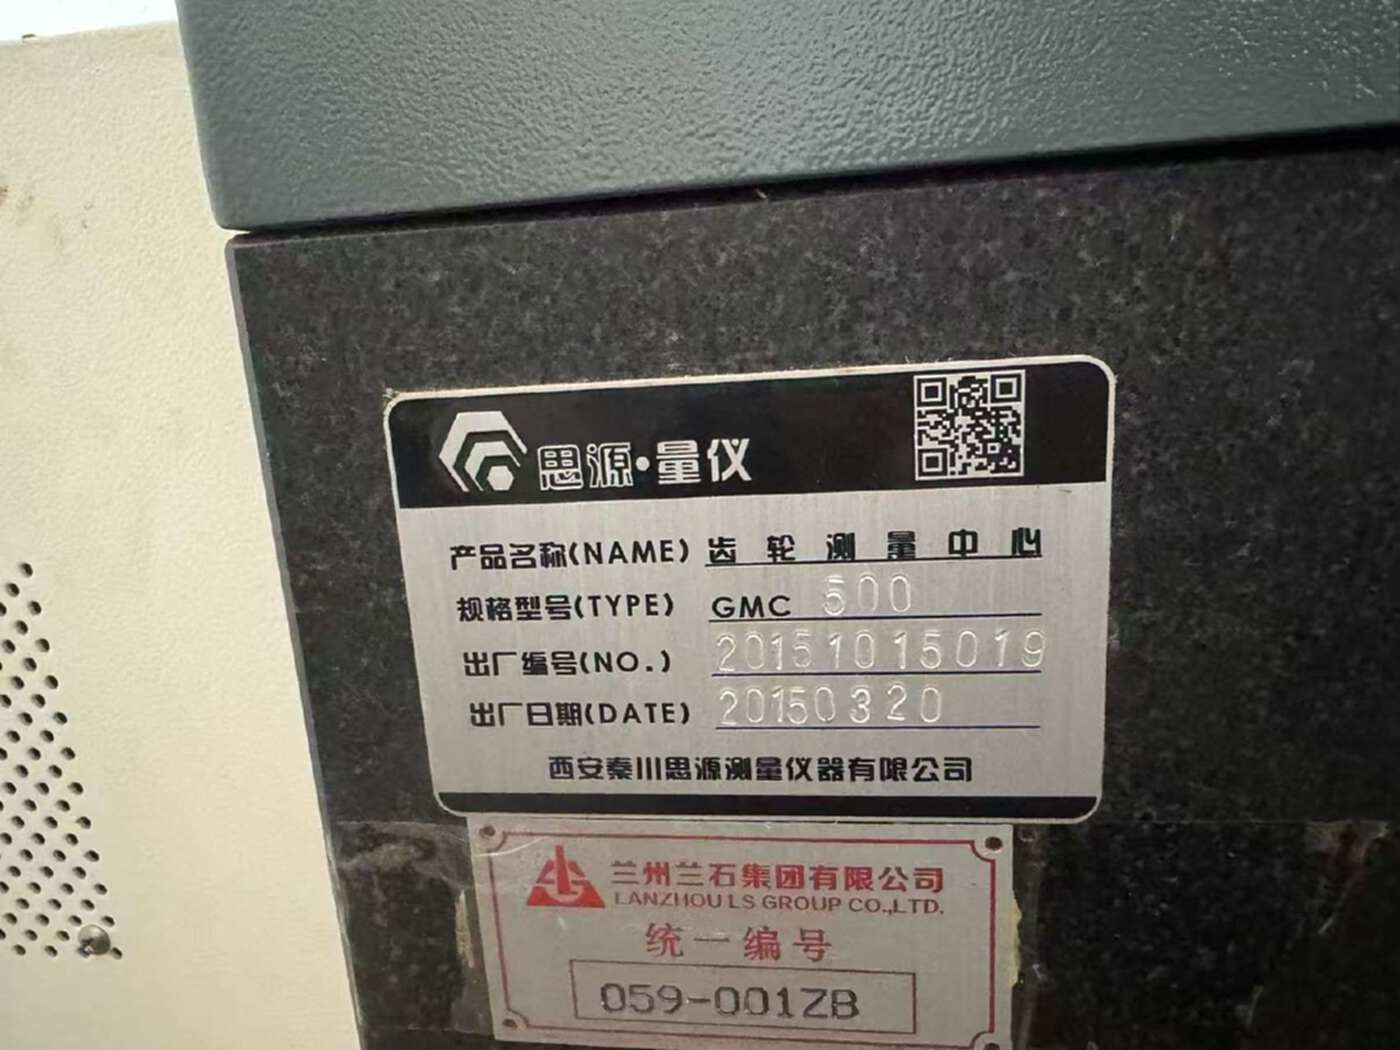 思源·量仪
产品名称(NAME) 齿轮测量中心
规格型号(TYPE) GMC 500
出厂编号(NO.) 20151015019
出厂日期(DATE) 20150320
西安秦川思源测量仪器有限公司
兰州兰石集团有限公司
LANZHOU LS GROUP CO.,LTD.
统一编号
059-001ZB